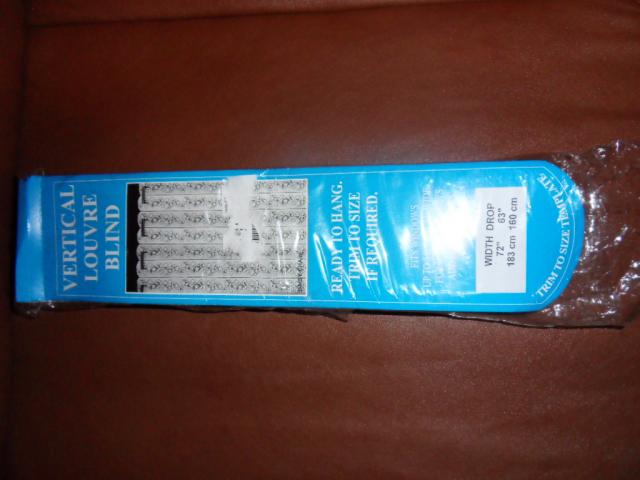 VERTICAL
LOUVRE
BLIND
READY TO HANG.
TRIM TO SIZE
IF REQUIRED.
WIDTH DROP
72" 63"
183 cm 160 cm
TRIM TO SIZE TEMPLATE